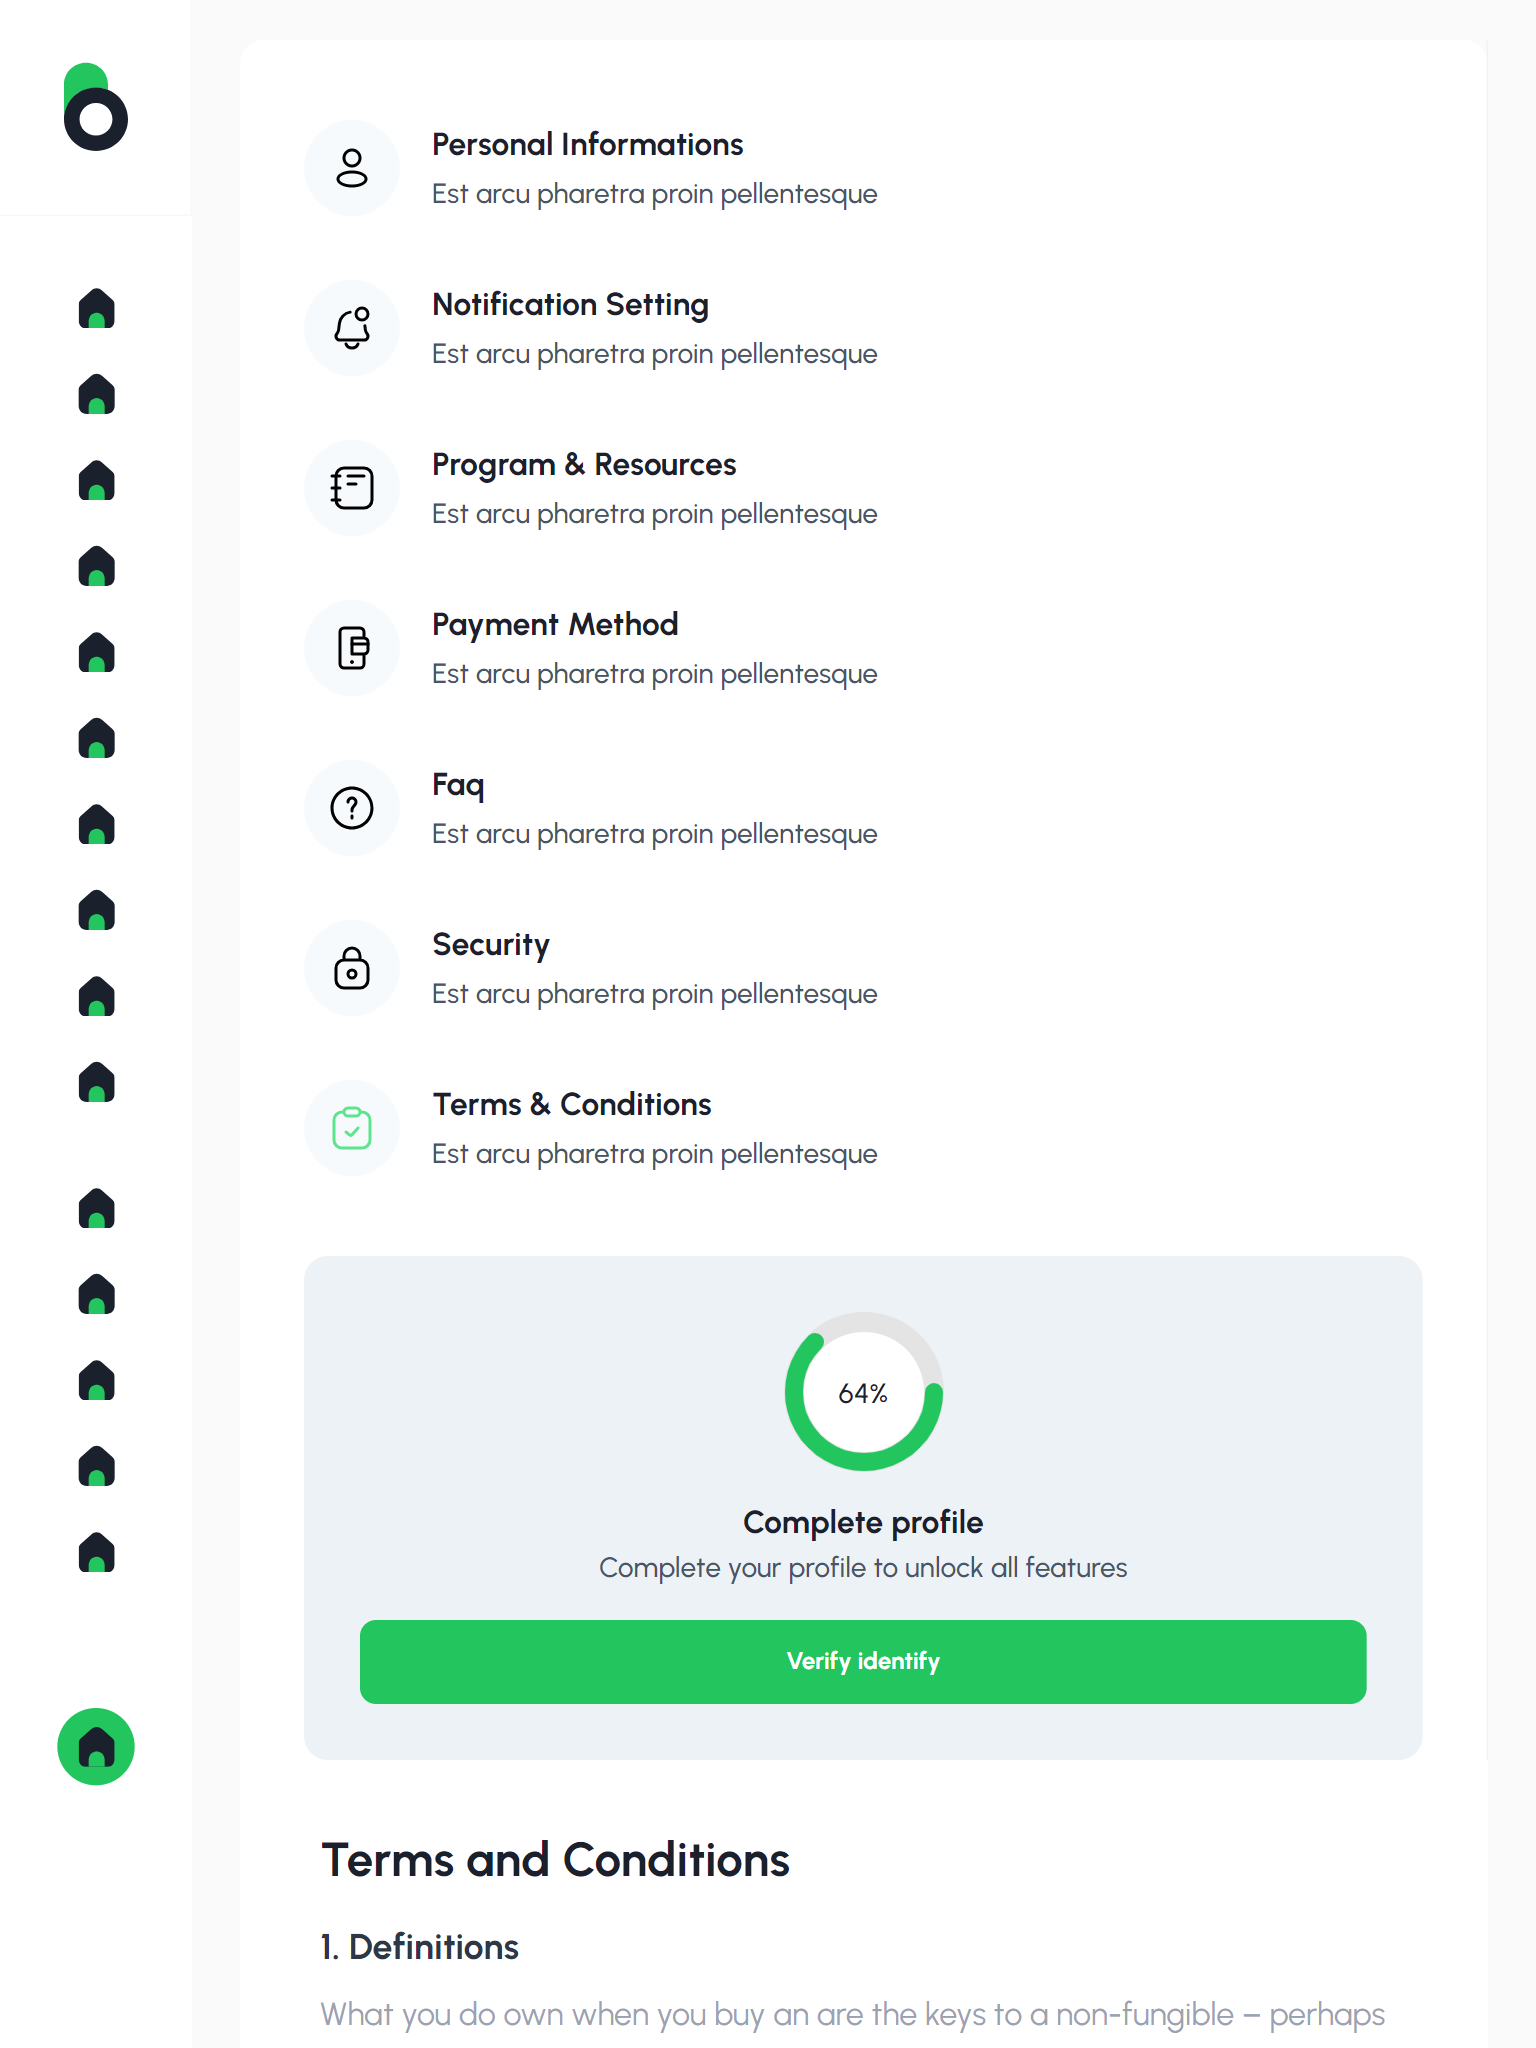 Personal Informations
Est arcu pharetra proin pellentesque
Notification Setting
Est arcu pharetra proin pellentesque
Program & Resources
Est arcu pharetra proin pellentesque
Payment Method
Est arcu pharetra proin pellentesque
Faq
Est arcu pharetra proin pellentesque
Security
Est arcu pharetra proin pellentesque
Terms & Conditions
Est arcu pharetra proin pellentesque
64%
Complete profile
Complete your profile to unlock all features
Verify identify
Terms and Conditions
1. Definitions
What you do own when you buy an are the keys to a non-fungible – perhaps